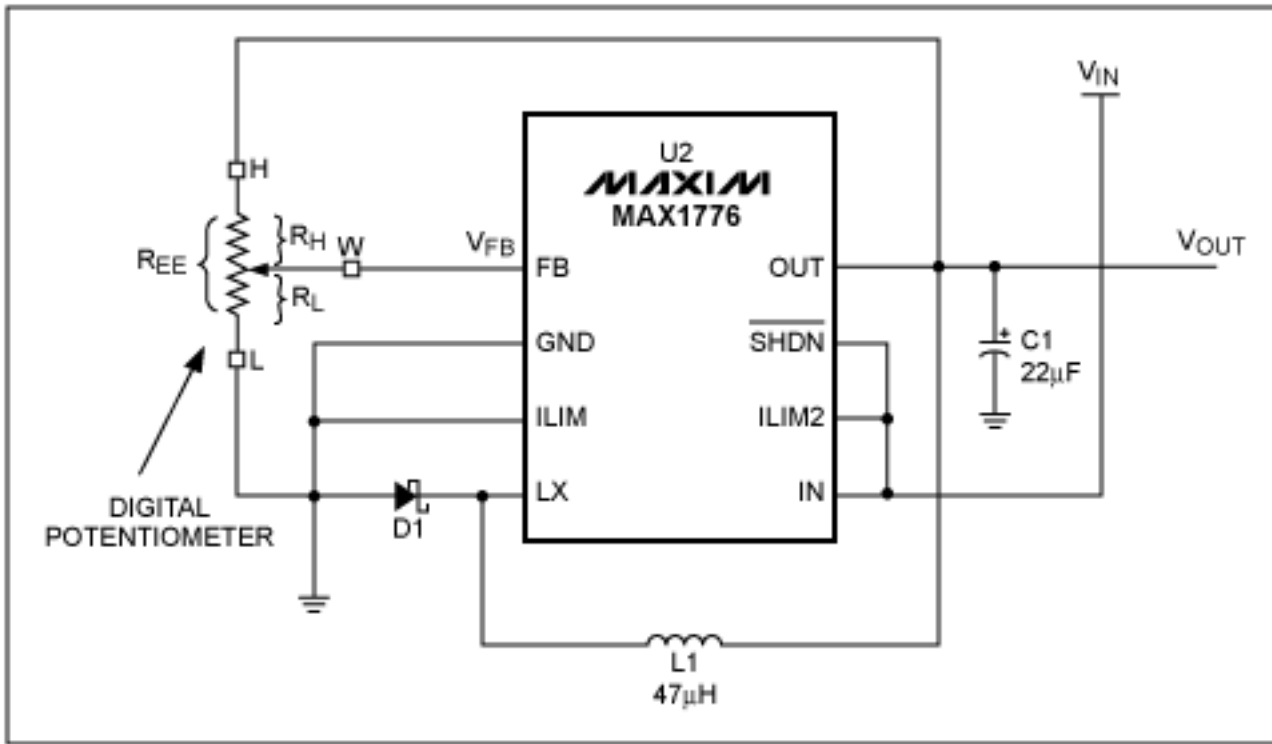 VIN
H
U2
MAXIM
MAX1776
REE
RH
W
VFB
FB
OUT
VOUT
RL
GND
SHDN
C1
22µF
L
ILIM
ILIM2
LX
IN
DIGITAL
POTENTIOMETER
D1
L1
47µH